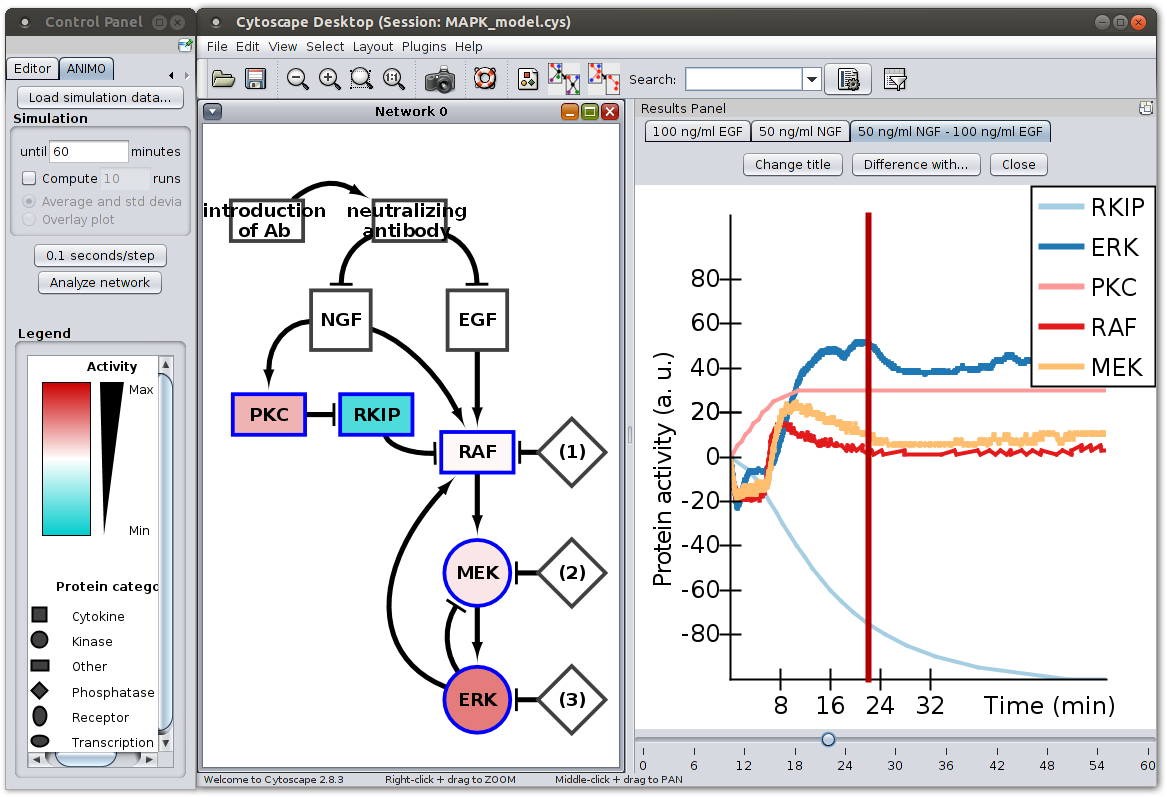 Control Panel
Editor
ANIMO
Load simulation data...
Simulation
until 60 minutes
Compute 10 runs
Average and std devia
Overlay plot
0.1 seconds/step
Analyze network
Legend
Activity
Max
Min
Protein catego
Cytokine
Kinase
Other
Phosphatase
Receptor
Transcription
Cytoscape Desktop (Session: MAPK_model.cys)
File Edit View Select Layout Plugins Help
1:1
Search:
Network 0
introduction
of Ab
neutralizing
antibody
NGF
EGF
PKC
RKIP
RAF
(1)
MEK
(2)
ERK
(3)
Results Panel
100 ng/ml EGF
50 ng/ml NGF
50 ng/ml NGF - 100 ng/ml EGF
Change title
Difference with...
Close
RKIP
ERK
PKC
RAF
MEK
Protein activity (a. u.)
80
60
40
20
0
-20
-40
-60
-80
8 16 24 32 Time (min)
0 6 12 18 24 30 36 42 48 54 60
Welcome to Cytoscape 2.8.3 Right-click + drag to ZOOM Middle-click + drag to PAN